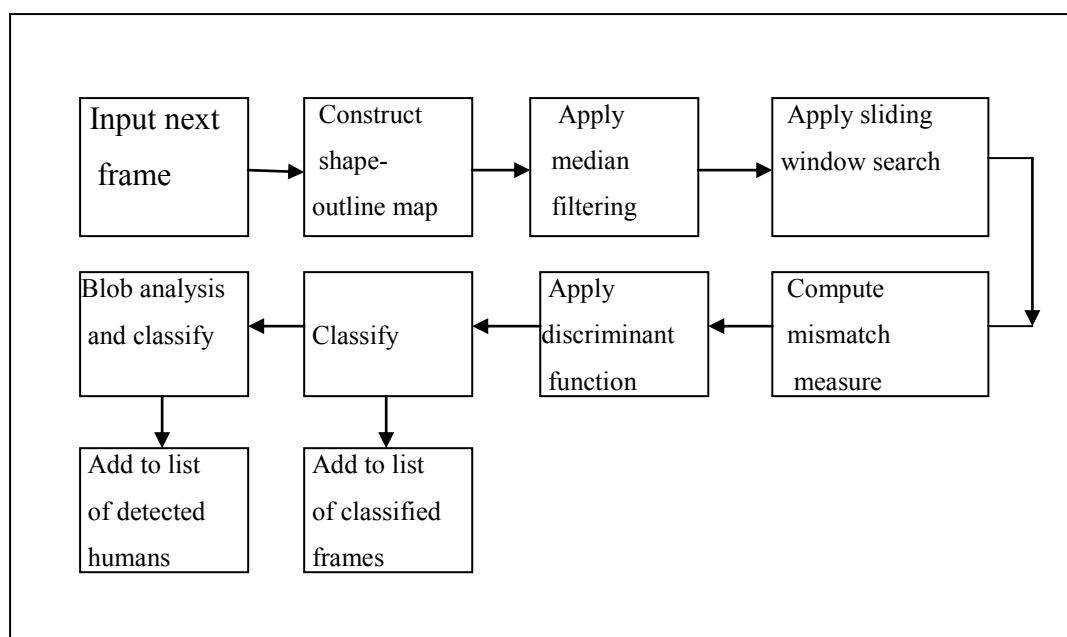 Input next
frame
Construct
shape-
outline map
Apply
median
filtering
Apply sliding
window search
Blob analysis
and classify
Classify
Apply
discriminant
function
Compute
mismatch
measure
Add to list
of detected
humans
Add to list
of classified
frames